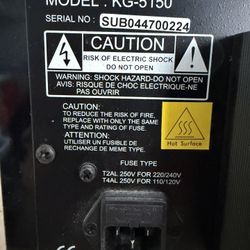 MODEL : KG-5150
SERIAL NO : SUB044700224
CAUTION
RISK OF ELECTRIC SHOCK
DO NOT OPEN
WARNING: SHOCK HAZARD-DO NOT OPEN
AVIS: RISQUE DE CHOC ELECTRIQUE-NE
PAS OUVRIR
CAUTION:
TO REDUCE THE RISK OF FIRE.
REPLACE ONLY WITH THE SAME
TYPE AND RATING OF FUSE.
ATTENTION:
UTILISER UN FUSIBLE DE
RECHANGE DE MEME TYPE.
Hot Surface
FUSE TYPE
T2AL 250V FOR 220/240V
T4AL 250V FOR 110/120V